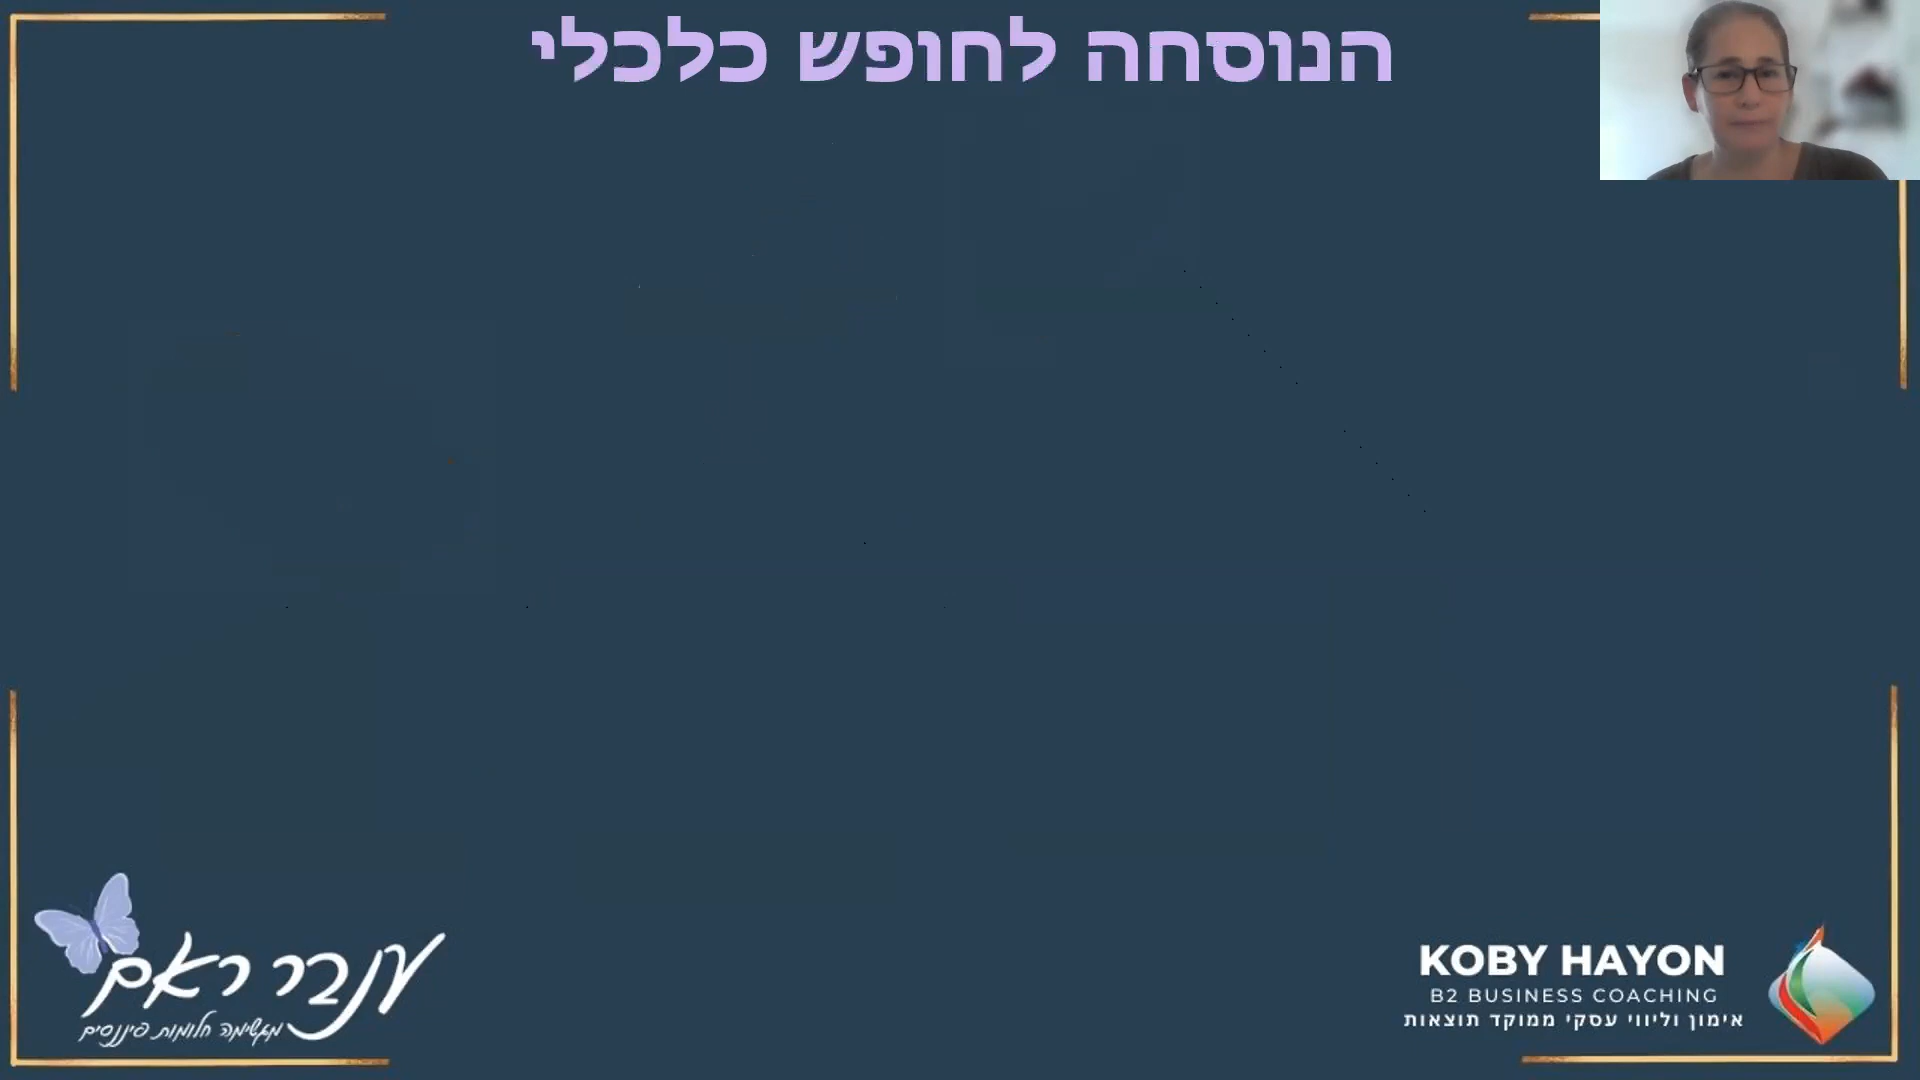 הנוסחה לחופש כלכלי
ענבר ראם
מגשימה חלומות פיננסים
KOBY HAYON
B2 BUSINESS COACHING
אימון וליווי עסקי ממוקד תוצאות